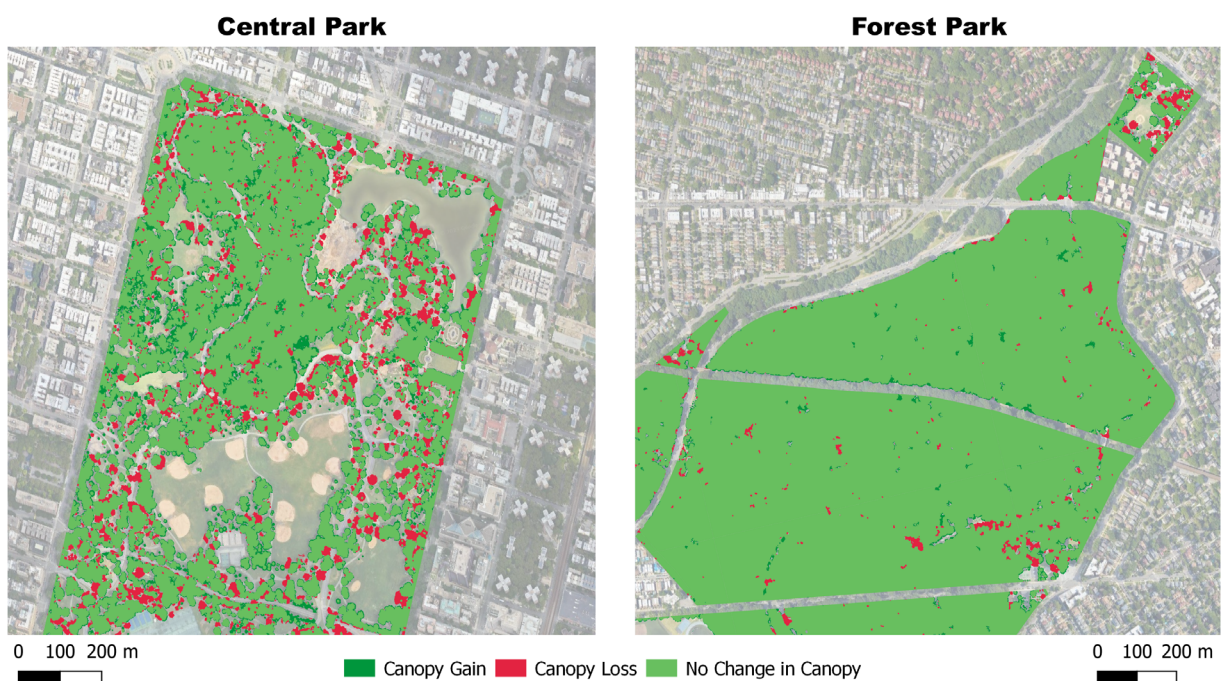 Central Park
Forest Park
0 100 200 m
Canopy Gain
Canopy Loss
No Change in Canopy
0 100 200 m